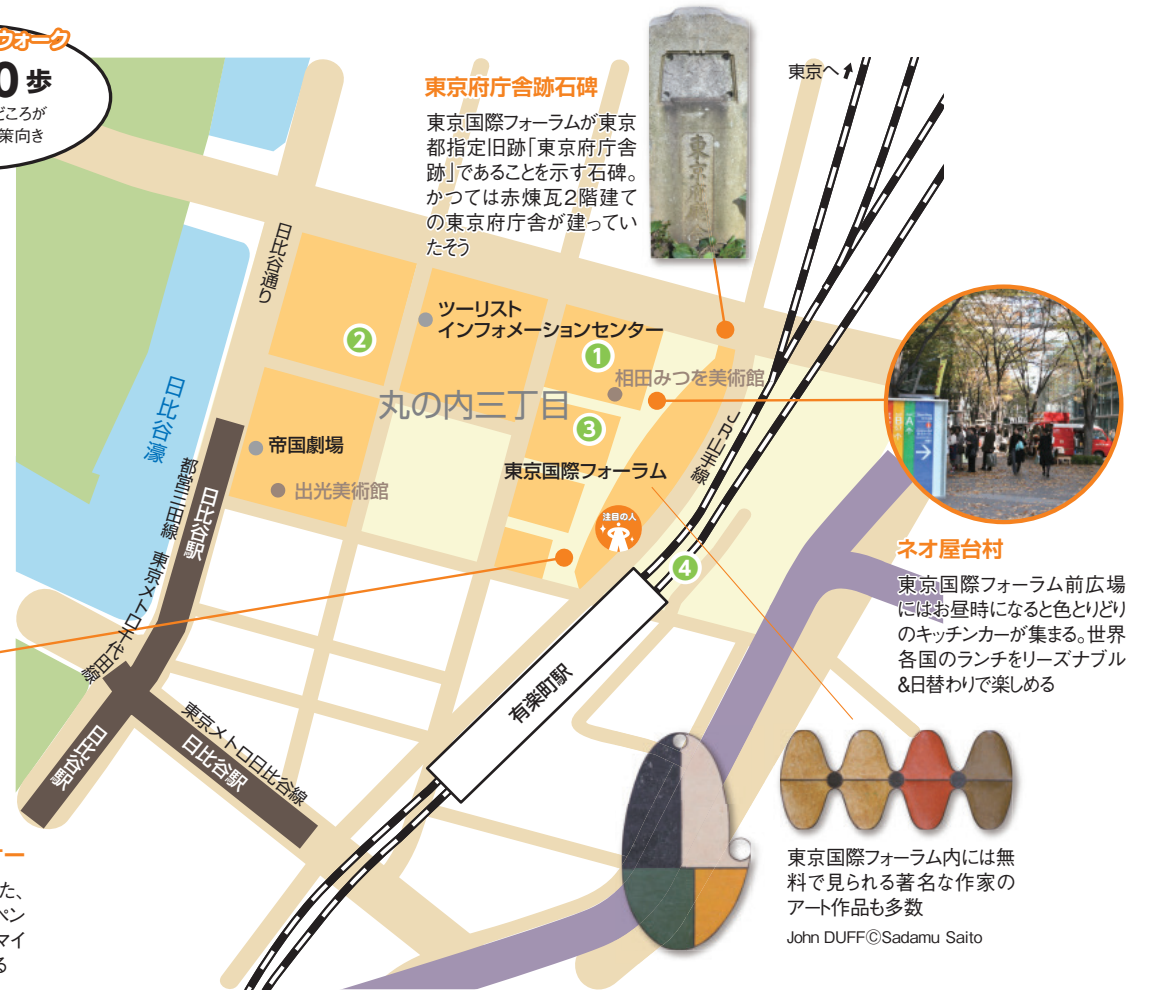 ウォーク
0歩
どころが
策向き
東京府庁舎跡石碑
東京国際フォーラムが東京
都指定旧跡「東京府庁舎
跡」であることを示す石碑。
かつては赤煉瓦2階建て
の東京府庁舎が建ってい
たそう
東京へ
日比谷通り
ツーリスト
インフォメーションセンター
2
1
相田みつを美術館
丸の内三丁目
3
日比谷濠
帝国劇場
東京国際フォーラム
JR山手線
出光美術館
注目の人
都営三田線
日比谷駅
東京メトロ千代田線
4
ネオ屋台村
東京国際フォーラム前広場
にはお昼時になると色とりどり
のキッチンカーが集まる。世界
各国のランチをリーズナブル
&日替わりで楽しめる
有楽町駅
東京メトロ日比谷線
日比谷駅
日比谷駅
ー
た、
ペン
マイ
る
東京国際フォーラム内には無
料で見られる著名な作家の
アート作品も多数
John DUFF©Sadamu Saito